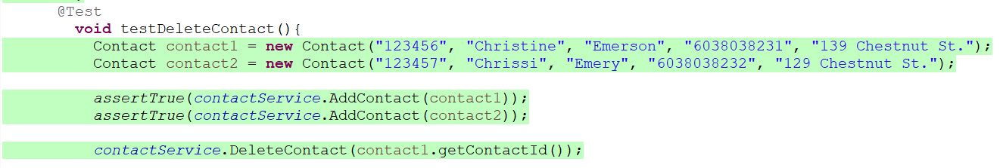 @Test
void testDeleteContact(){
Contact contact1 = new Contact("123456", "Christine", "Emerson", "6038038231", "139 Chestnut St.");
Contact contact2 = new Contact("123457", "Chrissi", "Emery", "6038038232", "129 Chestnut St.");
assertTrue(contactService.AddContact(contact1));
assertTrue(contactService.AddContact(contact2));
contactService.DeleteContact(contact1.getContactId());